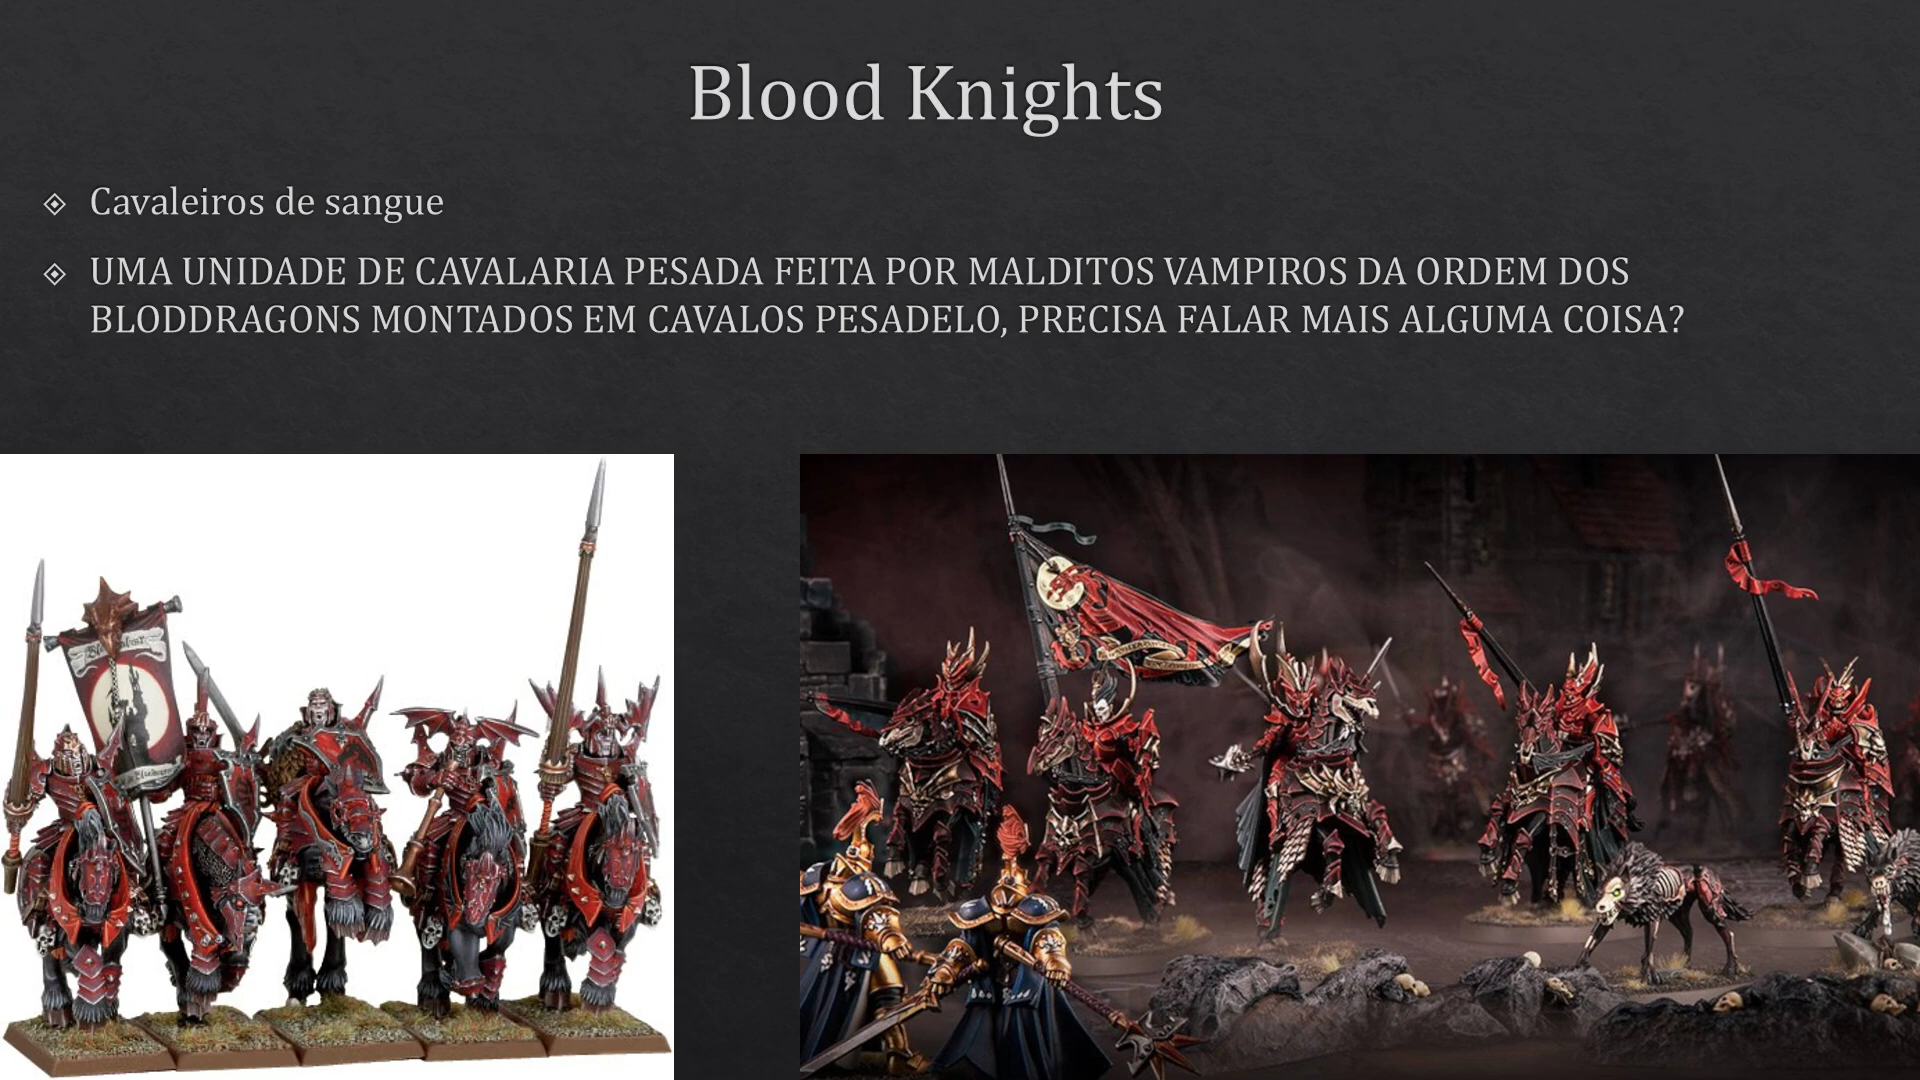 Blood Knights
Cavaleiros de sangue
UMA UNIDADE DE CAVALARIA PESADA FEITA POR MALDITOS VAMPIROS DA ORDEM DOS
BLODDRAGONS MONTADOS EM CAVALOS PESADELO, PRECISA FALAR MAIS ALGUMA COISA?